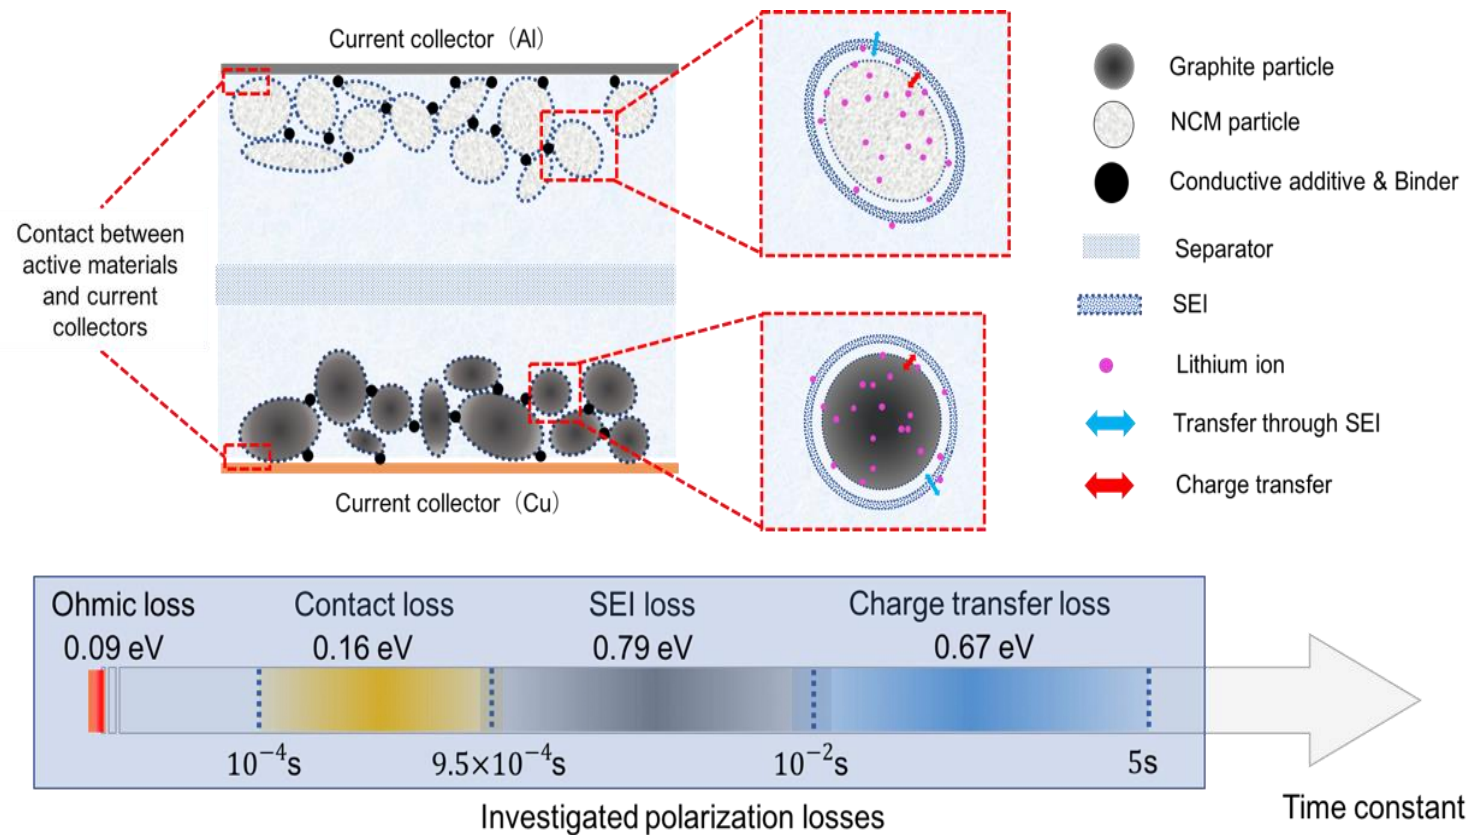 Current collector（Al）
Contact between
active materials
and current
collectors
Current collector（Cu）
Graphite particle
NCM particle
Conductive additive & Binder
Separator
SEI
Lithium ion
Transfer through SEI
Charge transfer
Ohmic loss
0.09 eV
Contact loss
0.16 eV
SEI loss
0.79 eV
Charge transfer loss
0.67 eV
10⁻⁴s
9.5×10⁻⁴s
10⁻²s
5s
Investigated polarization losses
Time constant